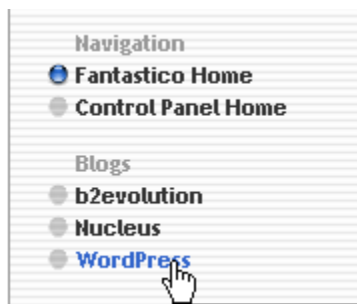 Navigation
Fantastico Home
Control Panel Home
Blogs
b2evolution
Nucleus
WordPress